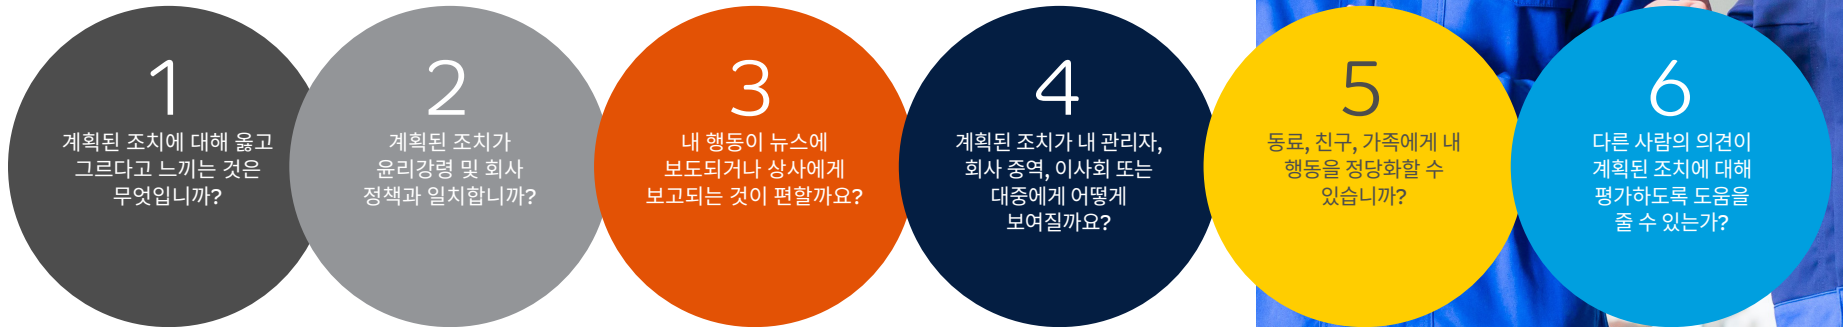 1
계획된 조치에 대해 옳고
그르다고 느끼는 것은
무엇입니까?
2
계획된 조치가
윤리강령 및 회사
정책과 일치합니까?
3
내 행동이 뉴스에
보도되거나 상사에게
보고되는 것이 편할까요?
4
계획된 조치가 내 관리자,
회사 중역, 이사회 또는
대중에게 어떻게
보여질까요?
5
동료, 친구, 가족에게 내
행동을 정당화할 수
있습니까?
6
다른 사람의 의견이
계획된 조치에 대해
평가하도록 도움을
줄 수 있는가?